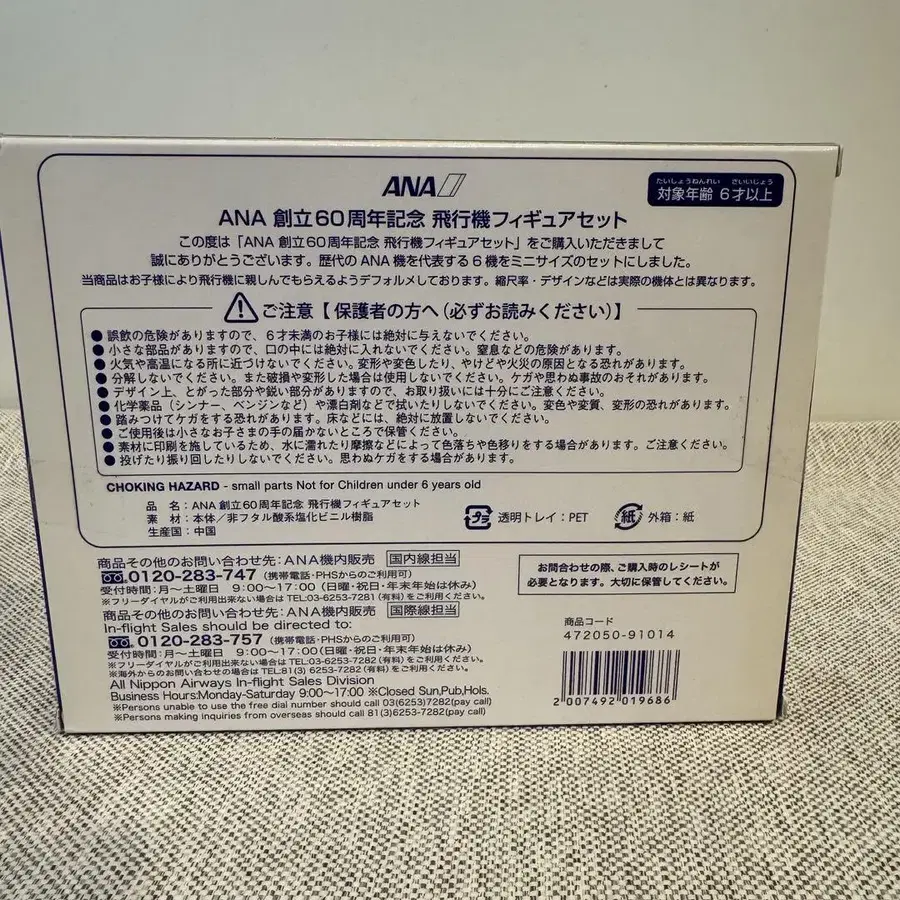 ANA
たいしょうねんれい さいいじょう
対象年齢 6才以上
ANA 創立60周年記念 飛行機フィギュアセット
この度は「ANA 創立60周年記念 飛行機フィギュアセット」をご購入いただきまして
誠にありがとうございます。歴代のANA機を代表する6機をミニサイズのセットにしました。
当商品はお子様により飛行機に親しんでもらえるようデフォルメしております。縮尺率・デザインなどは実際の機体とは異なります。
ご注意【保護者の方へ(必ずお読みください)】
●誤飲の危険がありますので、6才未満のお子様には絶対に与えないでください。
●小さな部品がありますので、口の中には絶対に入れないでください。窒息などの危険があります。
●火気や高温になる所に近づけないでください。変形や変色したり、やけどや火災の原因となる恐れがあります。
●分解しないでください。また破損や変形した場合は使用しないでください。ケガや思わぬ事故のおそれがあります。
●デザイン上、とがった部分や鋭い部分がありますので、お取り扱いには十分にご注意ください。
●化学薬品(シンナー、ベンジンなど)や漂白剤などで拭いたりしないでください。変色や変質、変形の恐れがあります。
●踏みつけてケガをする恐れがあります。床などには、絶対に放置しないでください。
●ご使用後は小さなお子さまの手の届かないところで保管ください。
●素材に印刷を施しているため、水に濡れたり摩擦などによって色落ちや色移りをする場合があります。ご注意ください。
●投げたり振り回したりしないでください。思わぬケガをする場合があります。
CHOKING HAZARD - small parts Not for Children under 6 years old
品 名:ANA 創立60周年記念 飛行機フィギュアセット
素 材:本体/非フタル酸系塩化ビニル樹脂
生産国:中国
プラ 透明トレイ:PET
紙 外箱:紙
商品その他のお問い合わせ先:ANA機内販売 国内線担当
0120-283-747 (携帯電話・PHSからのご利用可)
受付時間:月〜土曜日 9:00〜17:00 (日曜・祝日・年末年始は休み)
※フリーダイヤルがご利用出来ない場合は TEL:03-6253-7281 (有料) をご利用ください。
商品その他のお問い合わせ先:ANA機内販売 国際線担当
In-flight Sales should be directed to:
0120-283-757 (携帯電話・PHSからのご利用可)
受付時間:月〜土曜日 9:00〜17:00 (日曜、祝日、年末年始は休み)
※フリーダイヤルがご利用出来ない場合は TEL-03-6253-7282 (有料) をご利用ください。
※海外からのお問い合わせの場合は TEL:81(3) 6253-7282 (有料) をご利用ください。
All Nippon Airways In-flight Sales Division
Business Hours:Monday-Saturday 9:00〜17:00 ※Closed Sun,Pub,Hols.
※Persons unable to use the free dial number should call 03(6253)7282(pay call)
※Persons making inquiries from overseas should call 81(3)6253-7282(pay call)
お問合わせの際、ご購入時のレシートが
必要となります。大切に保管してください。
商品コード
472050-91014
2 007492 019686